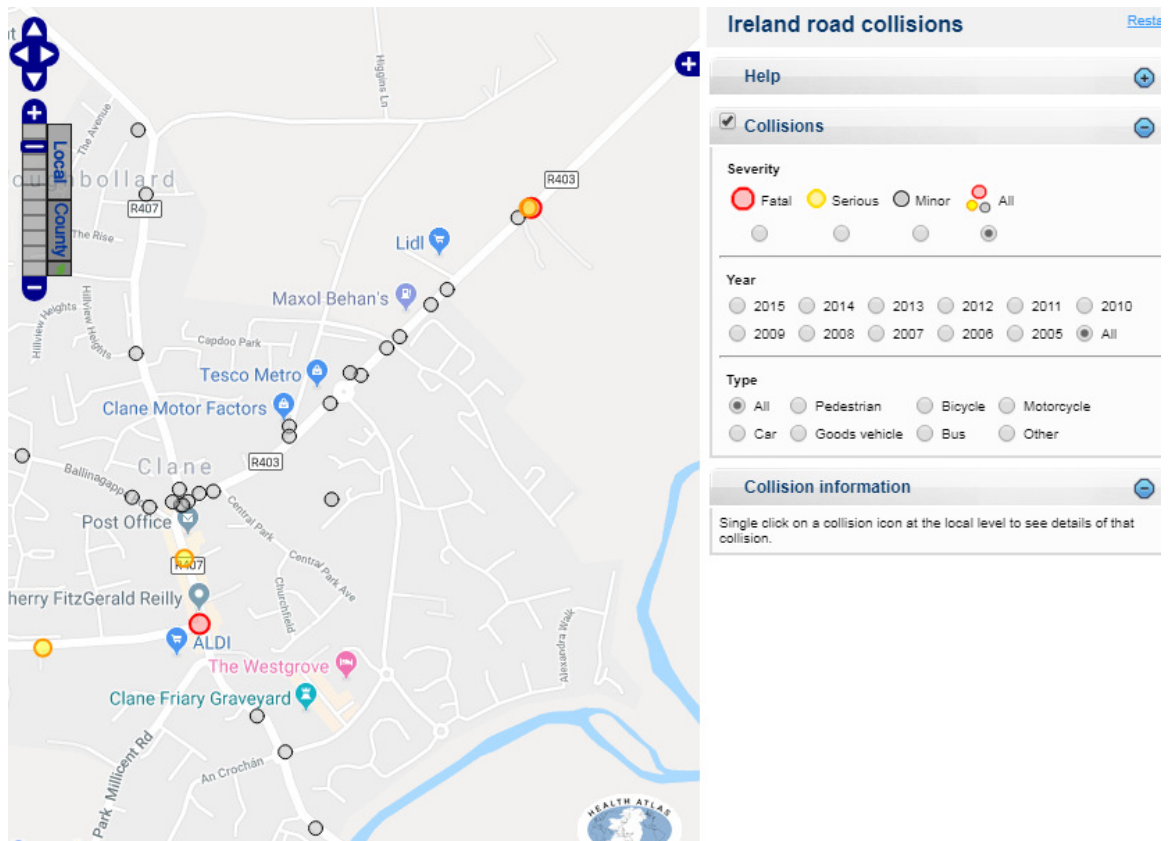 Ireland road collisions
Help
Collisions
Severity
Fatal Serious Minor All
Year
2015 2014 2013 2012 2011 2010
2009 2008 2007 2006 2005 All
Type
All Pedestrian Bicycle Motorcycle
Car Goods vehicle Bus Other
Collision information
Single click on a collision icon at the local level to see details of that
collision.
Local
County
The Avenue
Higgins Ln
R403
R407
The Rise
Lidl
Maxol Behan's
Hillview Heights
Hillview Heights
Capdoo Park
Tesco Metro
Clane Motor Factors
Clane
R403
Post Office
Central Park
Central Park Ave
R407
Churchfield
ALDI
The Westgrove
Alexandra Walk
Clane Friary Graveyard
Millicent Rd
Park
An Crochán
HEALTH ATLAS